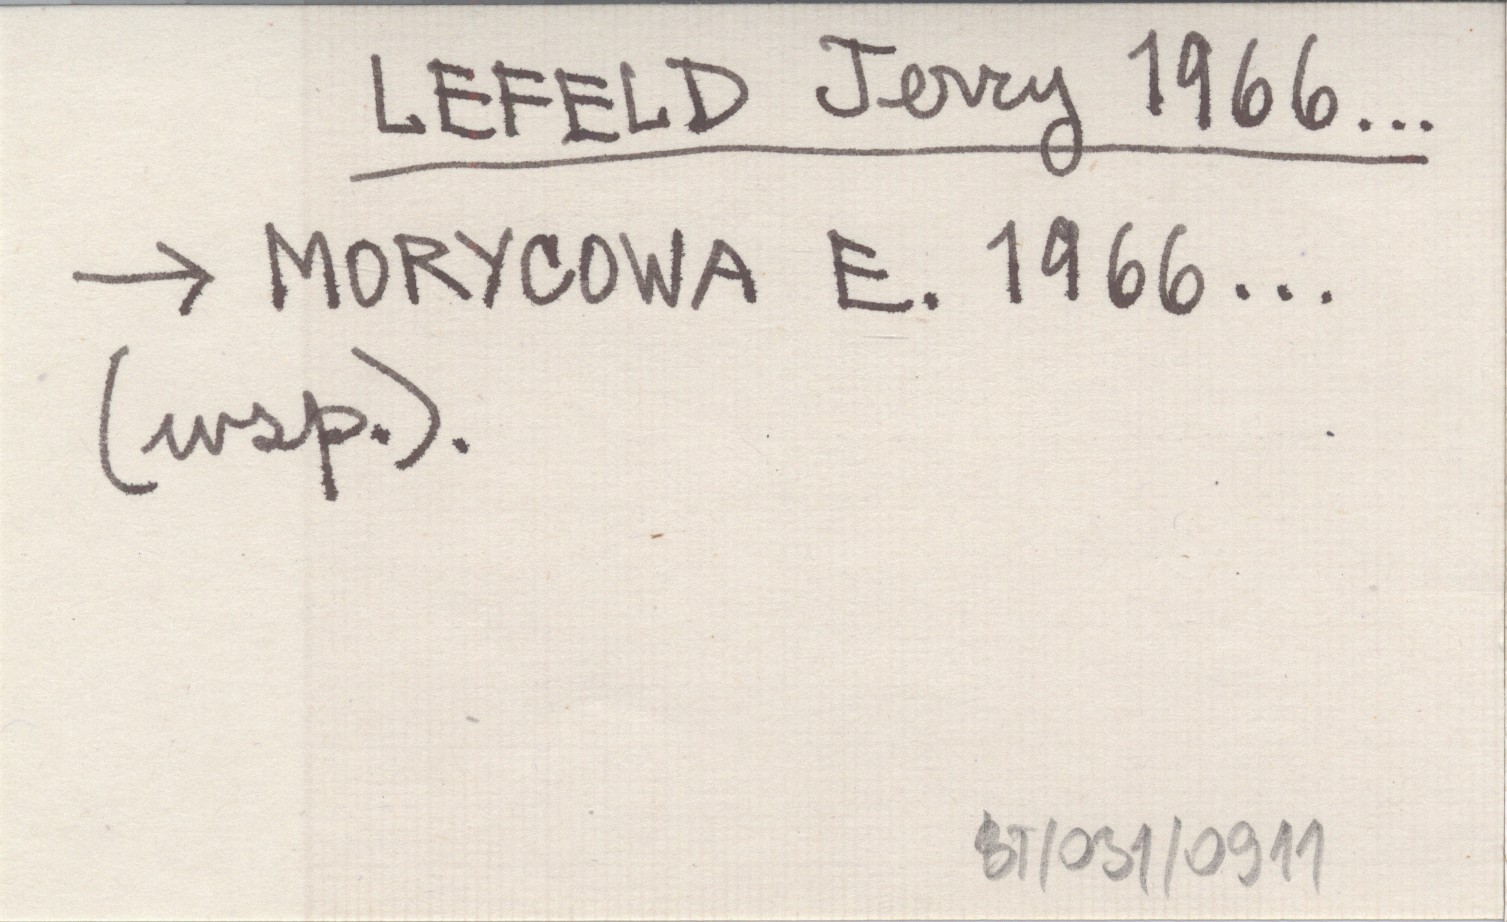 LEFELD Jerzy 1966...
→ MORYCOWA E. 1966...
(wsp.).
BT/031/0911